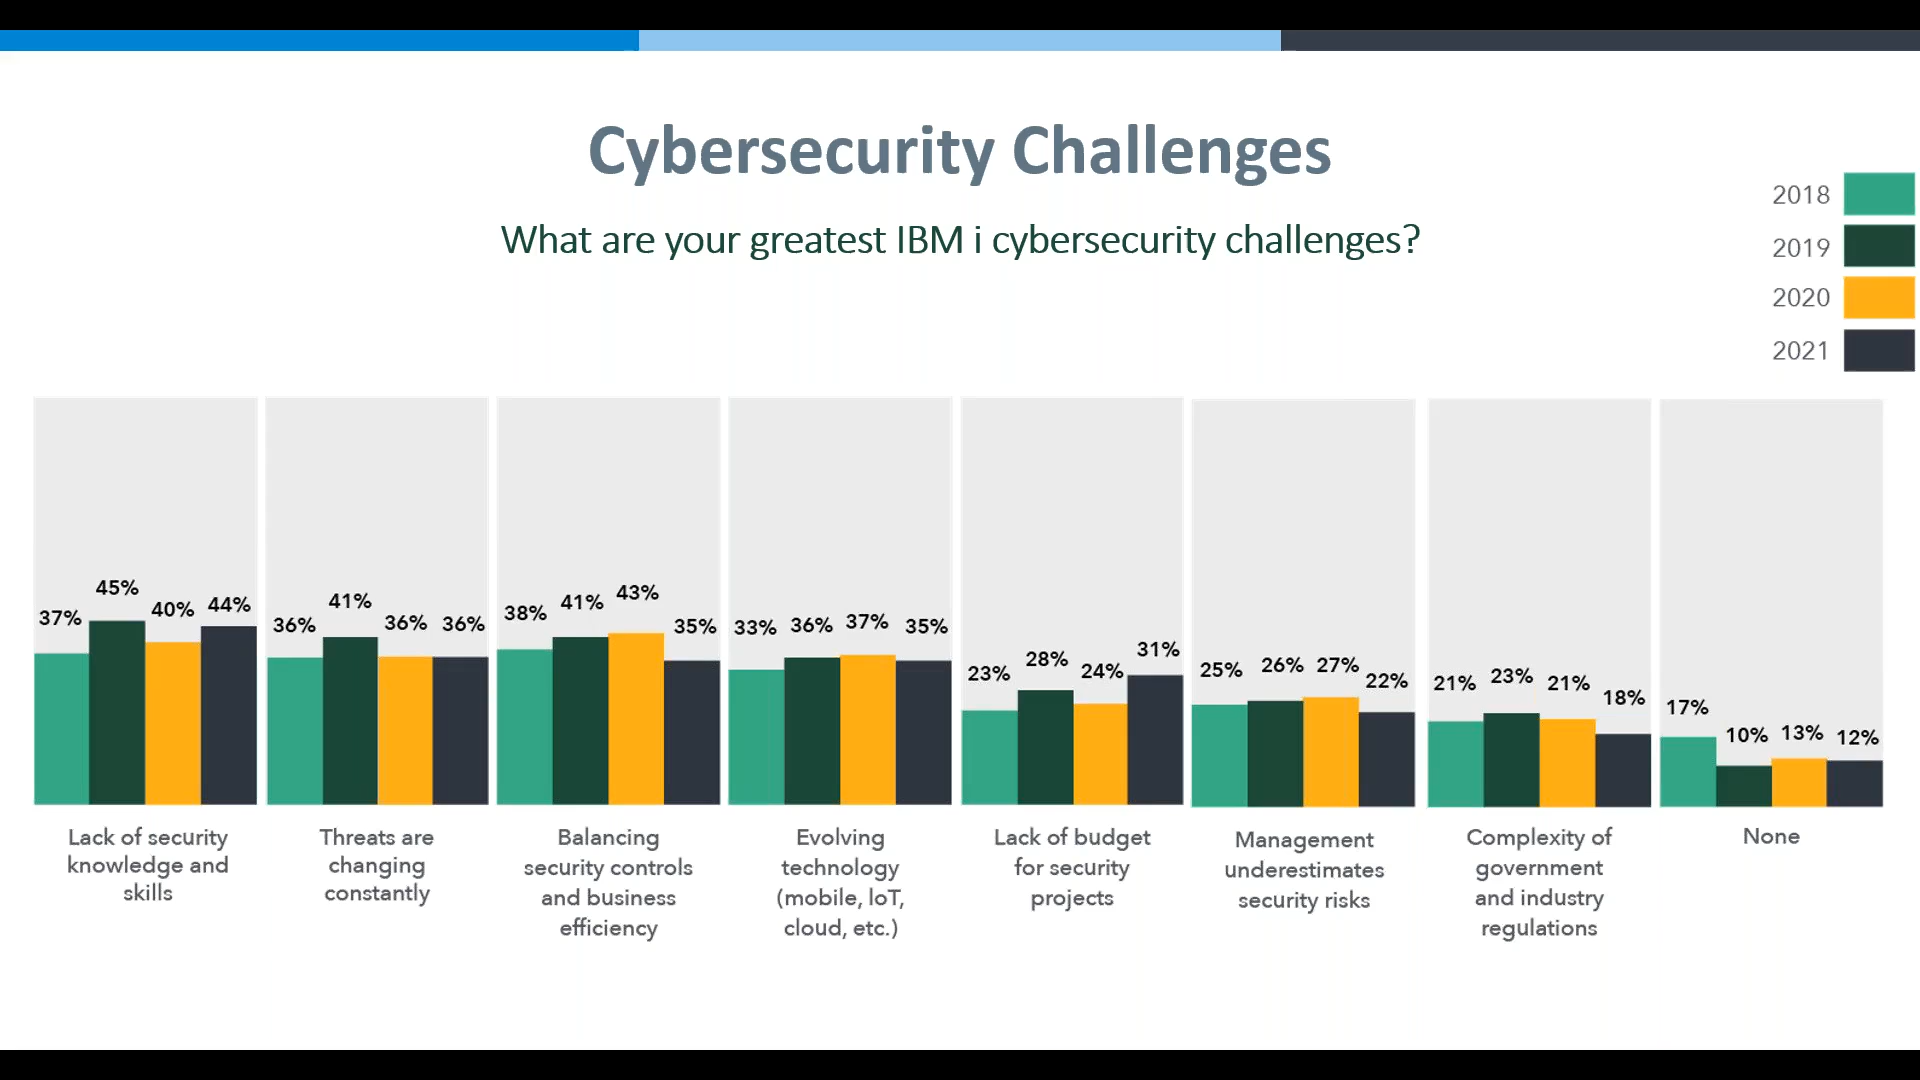 Cybersecurity Challenges
What are your greatest IBM i cybersecurity challenges?
2018
2019
2020
2021
37% 45% 40% 44%
36% 41% 36% 36%
38% 41% 43% 35%
33% 36% 37% 35%
23% 28% 24% 31%
25% 26% 27% 22%
21% 23% 21% 18%
17% 10% 13% 12%
Lack of security
knowledge and
skills
Threats are
changing
constantly
Balancing
security controls
and business
efficiency
Evolving
technology
(mobile, IoT,
cloud, etc.)
Lack of budget
for security
projects
Management
underestimates
security risks
Complexity of
government
and industry
regulations
None